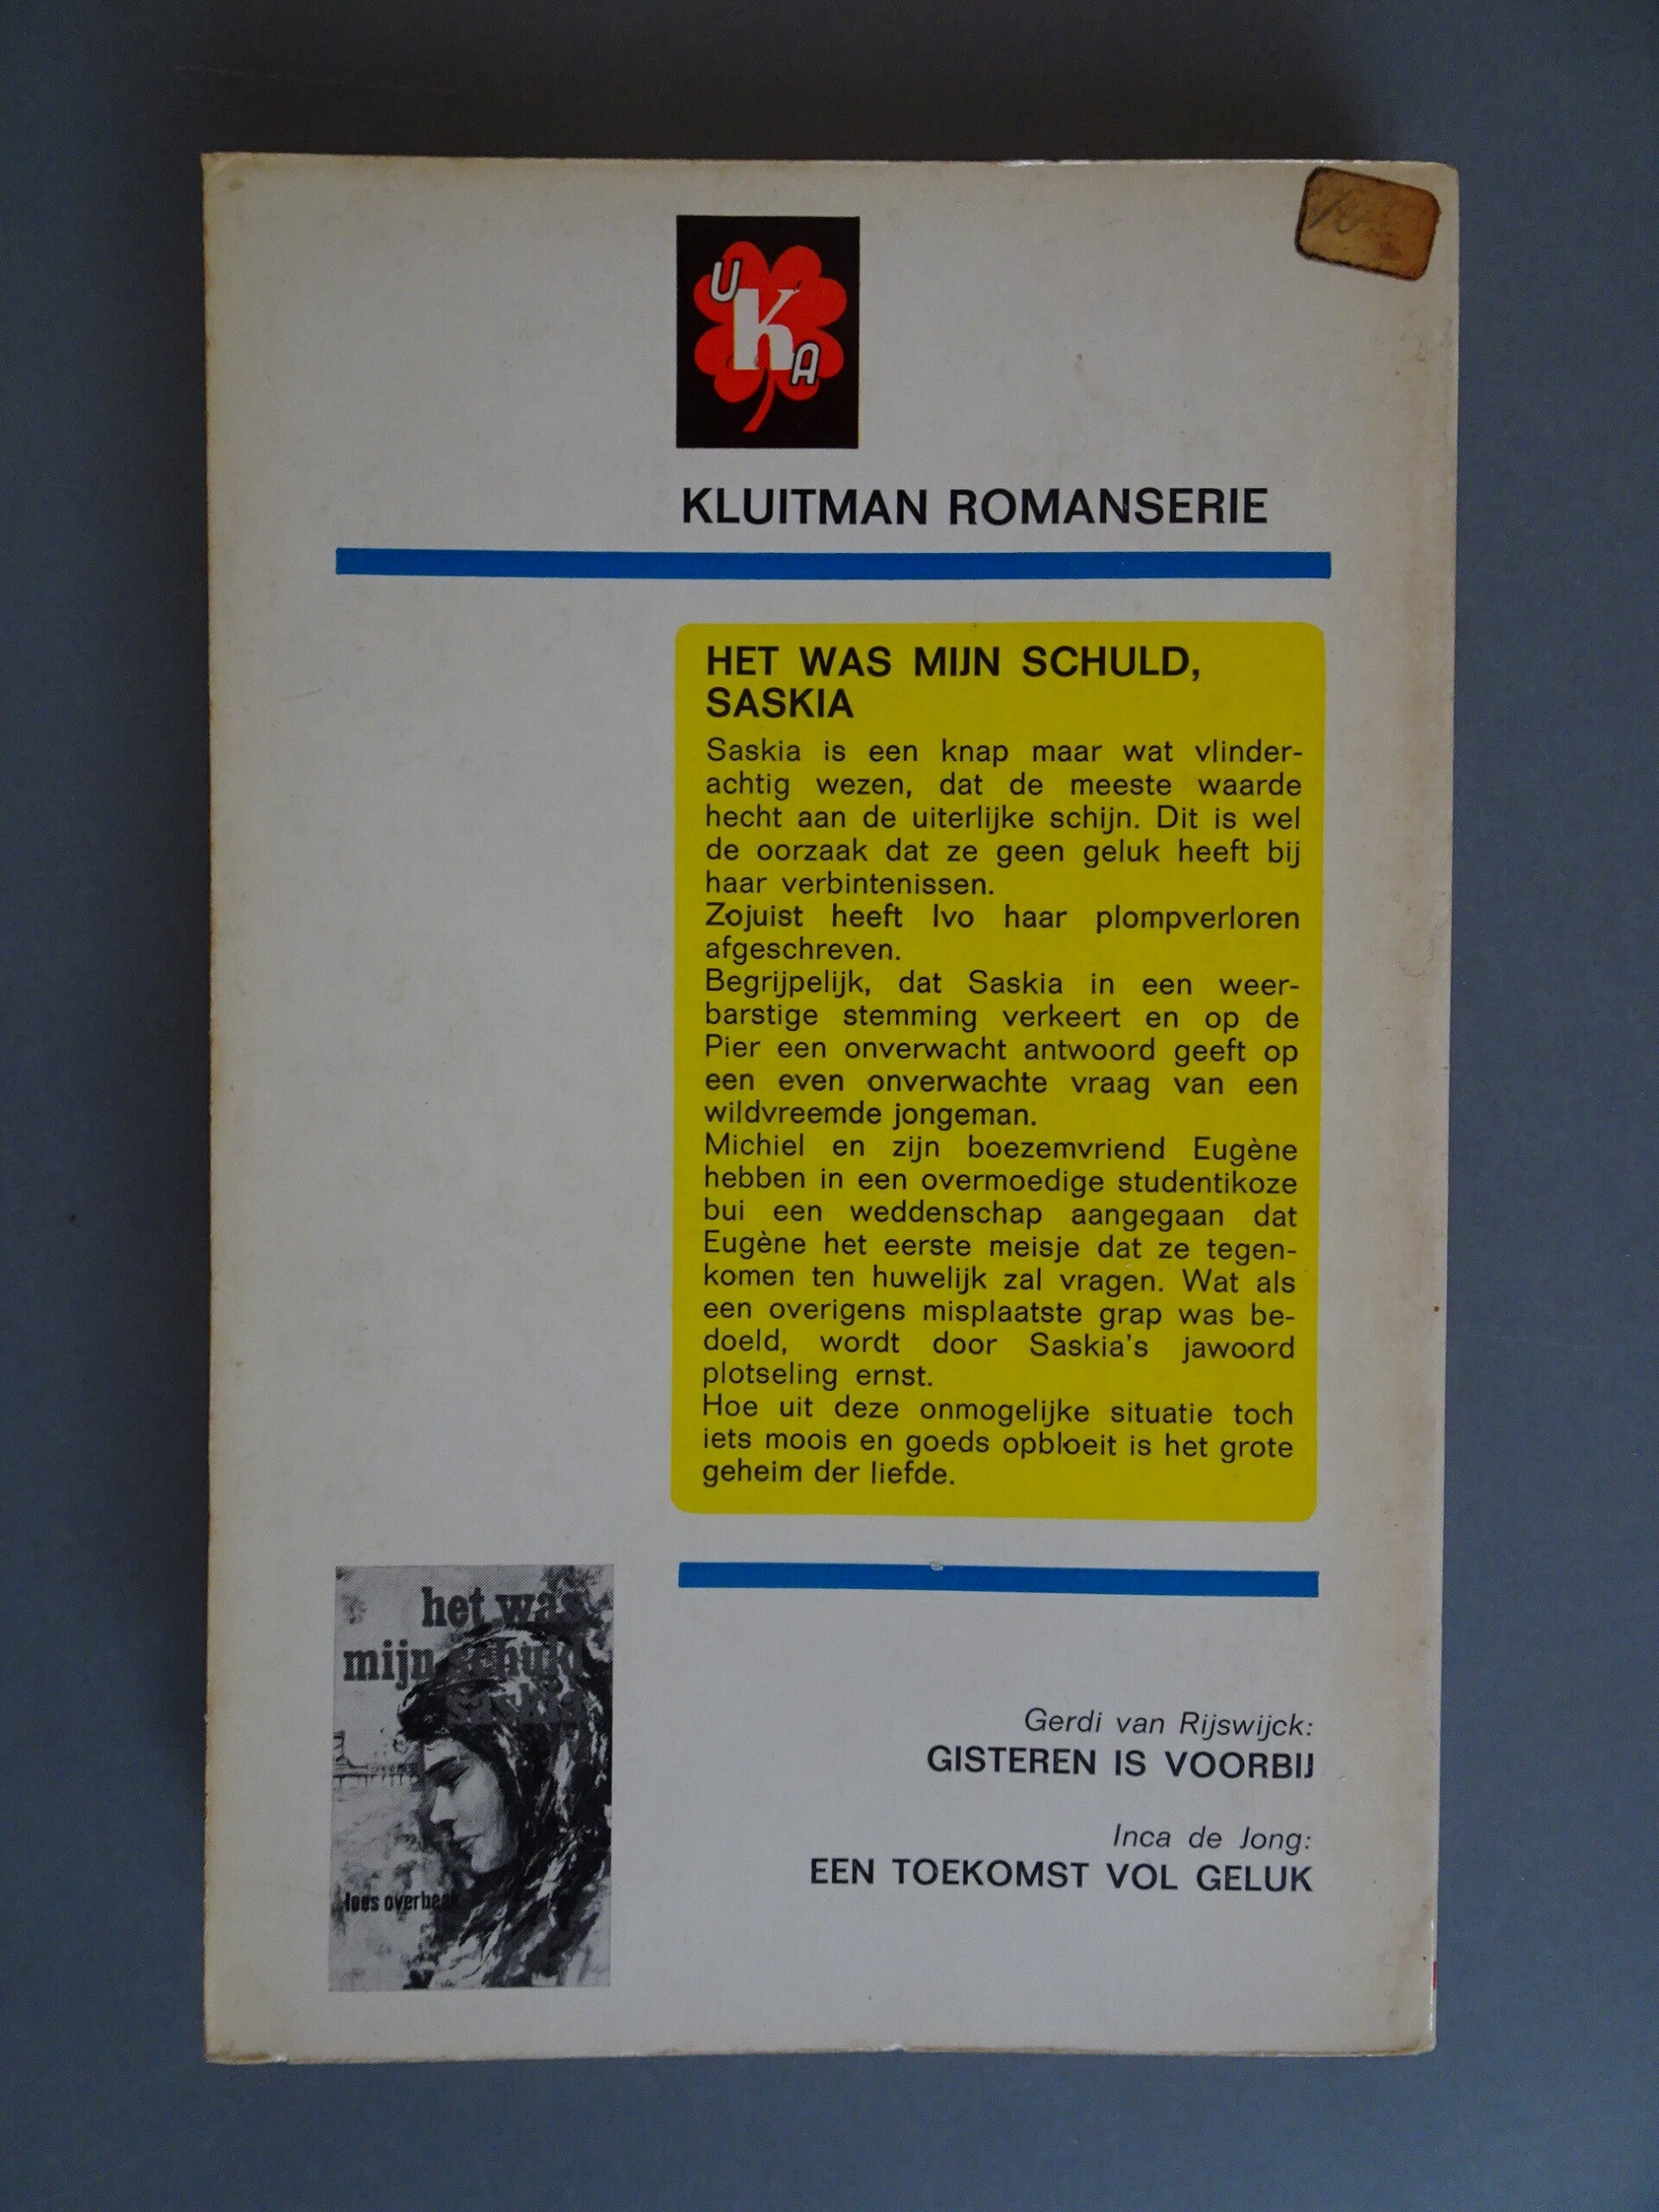 U
K
A
KLUITMAN ROMANSERIE
HET WAS MIJN SCHULD,
SASKIA
Saskia is een knap maar wat vlinder-
achtig wezen, dat de meeste waarde
hecht aan de uiterlijke schijn. Dit is wel
de oorzaak dat ze geen geluk heeft bij
haar verbintenissen.
Zojuist heeft Ivo haar plompverloren
afgeschreven.
Begrijpelijk, dat Saskia in een weer-
barstige stemming verkeert en op de
Pier een onverwacht antwoord geeft op
een even onverwachte vraag van een
wildvreemde jongeman.
Michiel en zijn boezemvriend Eugène
hebben in een overmoedige studentikoze
bui een weddenschap aangegaan dat
Eugène het eerste meisje dat ze tegen-
komen ten huwelijk zal vragen. Wat als
een overigens misplaatste grap was be-
doeld, wordt door Saskia's jawoord
plotseling ernst.
Hoe uit deze onmogelijke situatie toch
iets moois en goeds opbloeit is het grote
geheim der liefde.
het was
mijn schuld
saskia
loes overbeek
Gerdi van Rijswijck:
GISTEREN IS VOORBIJ
Inca de Jong:
EEN TOEKOMST VOL GELUK